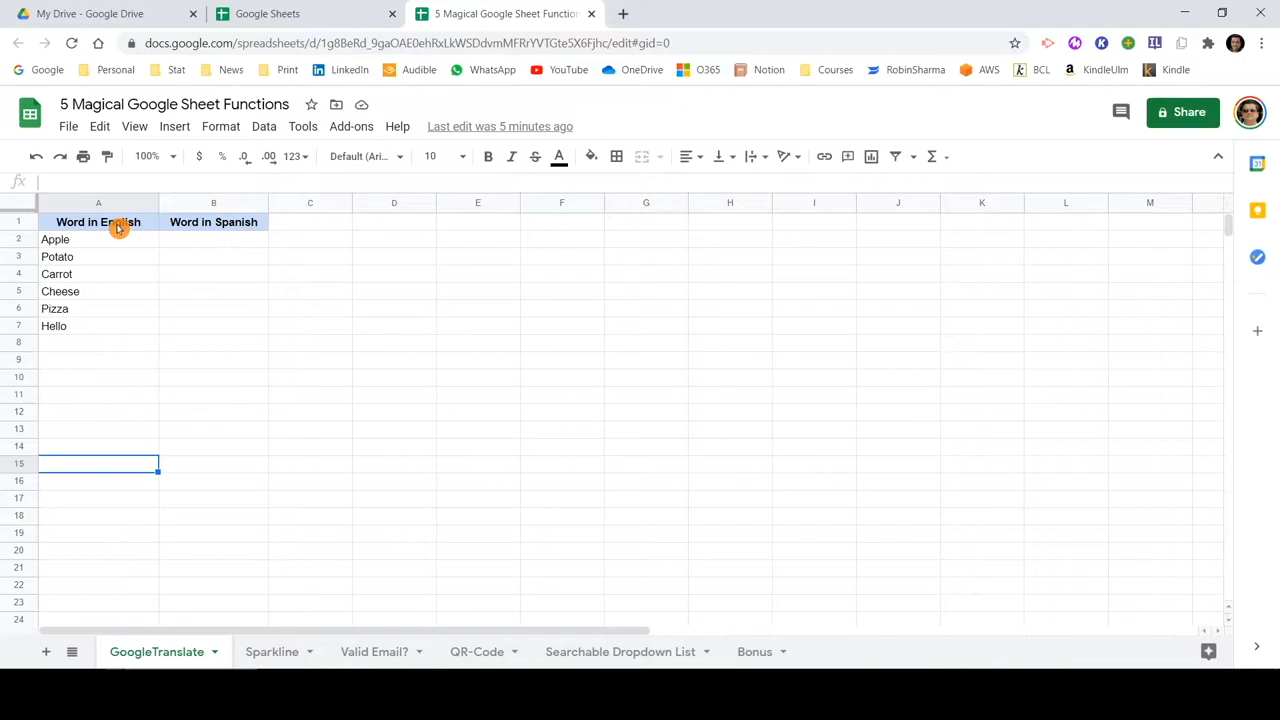 My Drive - Google Drive
Google Sheets
5 Magical Google Sheet Function
docs.google.com/spreadsheets/d/1g8BeRd_9gaOAE0ehRxLkWSDdvmMFRrYVTGte5X6Fjhc/edit#gid=0
Google Personal Stat News Print LinkedIn Audible WhatsApp YouTube OneDrive O365 Notion Courses RobinSharma AWS BCL KindleUlm Kindle
5 Magical Google Sheet Functions
Share
File Edit View Insert Format Data Tools Add-ons Help Last edit was 5 minutes ago
100% $ % .0 .00 123 Default (Ari... 10 B I S A Σ
fx
A B C D E F G H I J K L M
1 Word in English Word in Spanish
2 Apple
3 Potato
4 Carrot
5 Cheese
6 Pizza
7 Hello
8
9
10
11
12
13
14
15
16
17
18
19
20
21
22
23
24
GoogleTranslate Sparkline Valid Email? QR-Code Searchable Dropdown List Bonus